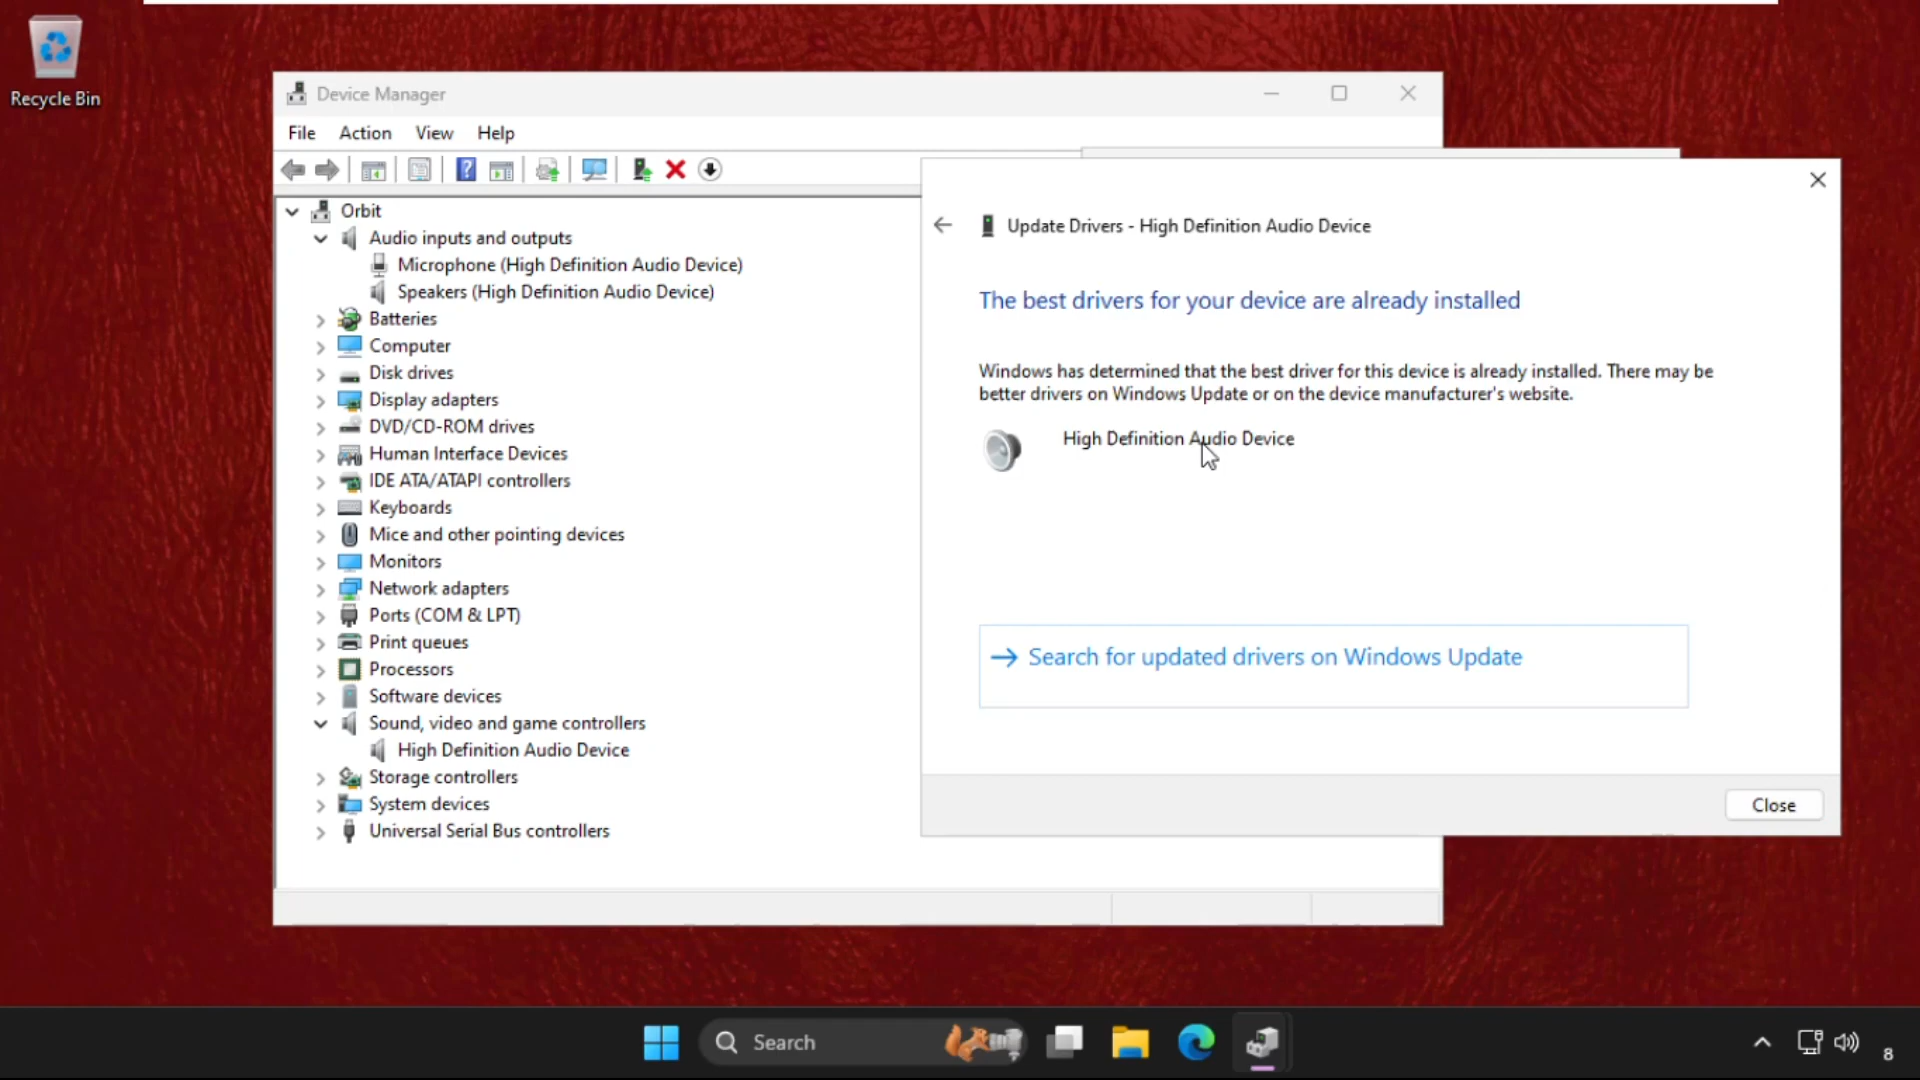 Recycle Bin
Device Manager
File Action View Help
Orbit
Audio inputs and outputs
Microphone (High Definition Audio Device)
Speakers (High Definition Audio Device)
Batteries
Computer
Disk drives
Display adapters
DVD/CD-ROM drives
Human Interface Devices
IDE ATA/ATAPI controllers
Keyboards
Mice and other pointing devices
Monitors
Network adapters
Ports (COM & LPT)
Print queues
Processors
Software devices
Sound, video and game controllers
High Definition Audio Device
Storage controllers
System devices
Universal Serial Bus controllers
Update Drivers - High Definition Audio Device
The best drivers for your device are already installed
Windows has determined that the best driver for this device is already installed. There may be
better drivers on Windows Update or on the device manufacturer's website.
High Definition Audio Device
Search for updated drivers on Windows Update
Close
Search
8